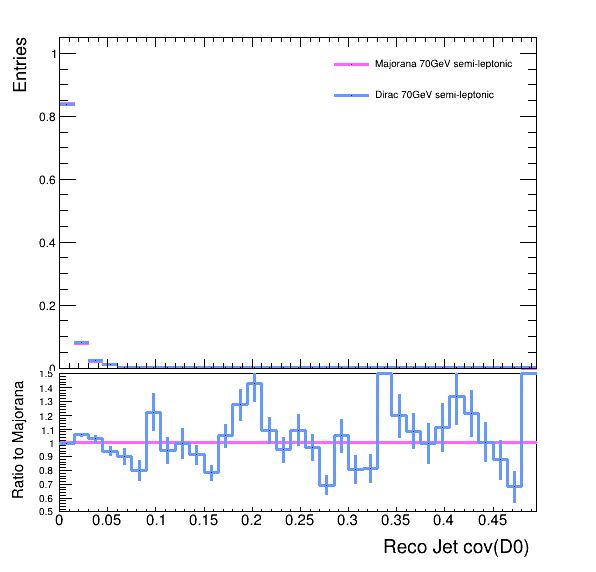 Entries
1
0.8
0.6
0.4
0.2
0
Majorana 70GeV semi-leptonic
Dirac 70GeV semi-leptonic
Ratio to Majorana
1.5
1.4
1.3
1.2
1.1
1
0.9
0.8
0.7
0.6
0.5
0 0.05 0.1 0.15 0.2 0.25 0.3 0.35 0.4 0.45
Reco Jet cov(D0)